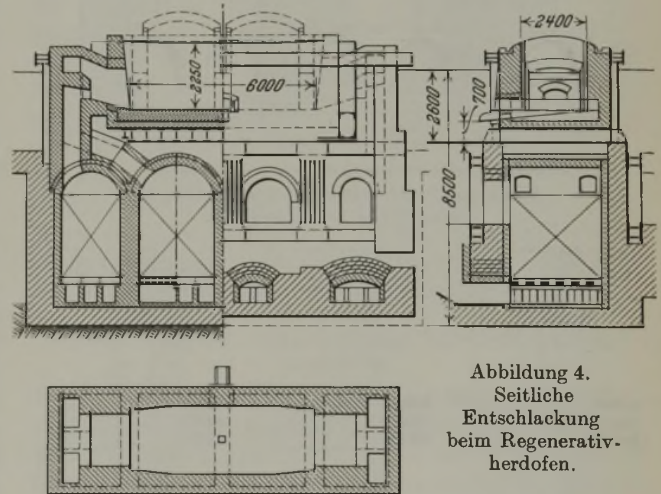 2400
2250
6000
2600
700
8500
Abbildung 4.
Seitliche
Entschlackung
beim Regenerativ-
herdofen.